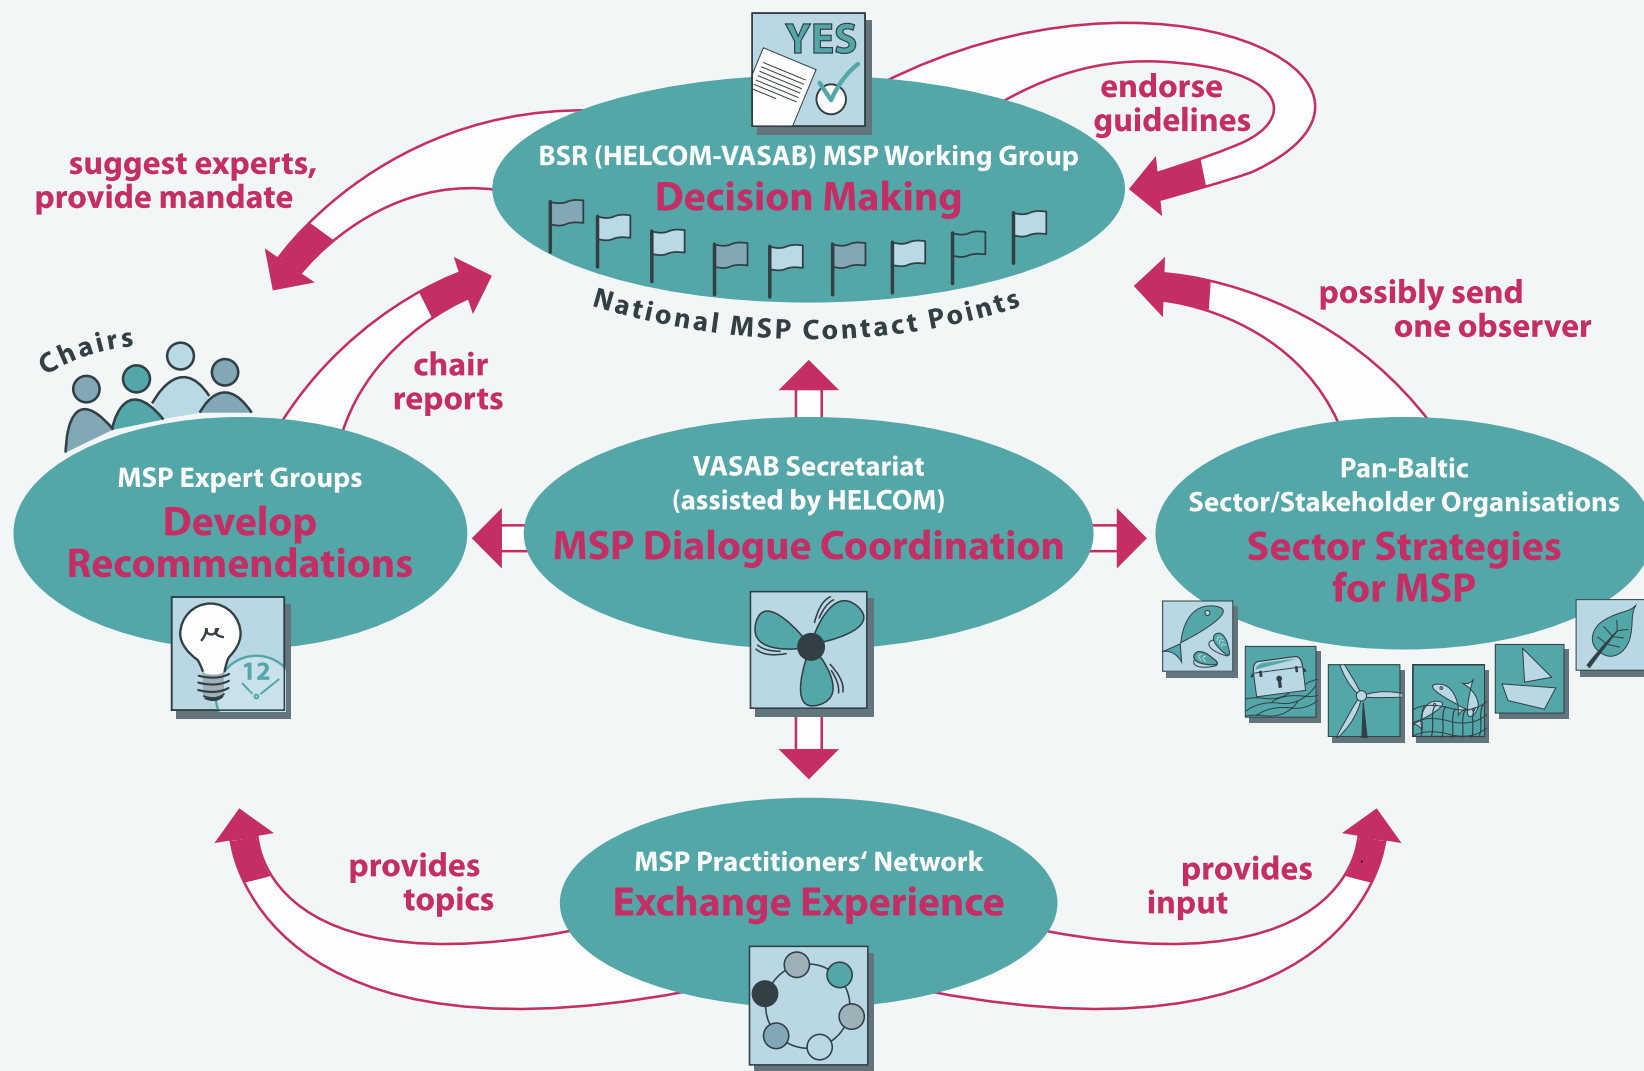 YES
endorse
guidelines
BSR (HELCOM-VASAB) MSP Working Group
Decision Making
National MSP Contact Points
suggest experts,
provide mandate
possibly send
one observer
Chairs
chair
reports
MSP Expert Groups
Develop
Recommendations
12
VASAB Secretariat
(assisted by HELCOM)
MSP Dialogue Coordination
Pan-Baltic
Sector/Stakeholder Organisations
Sector Strategies
for MSP
provides
topics
MSP Practitioners‘ Network
Exchange Experience
provides
input